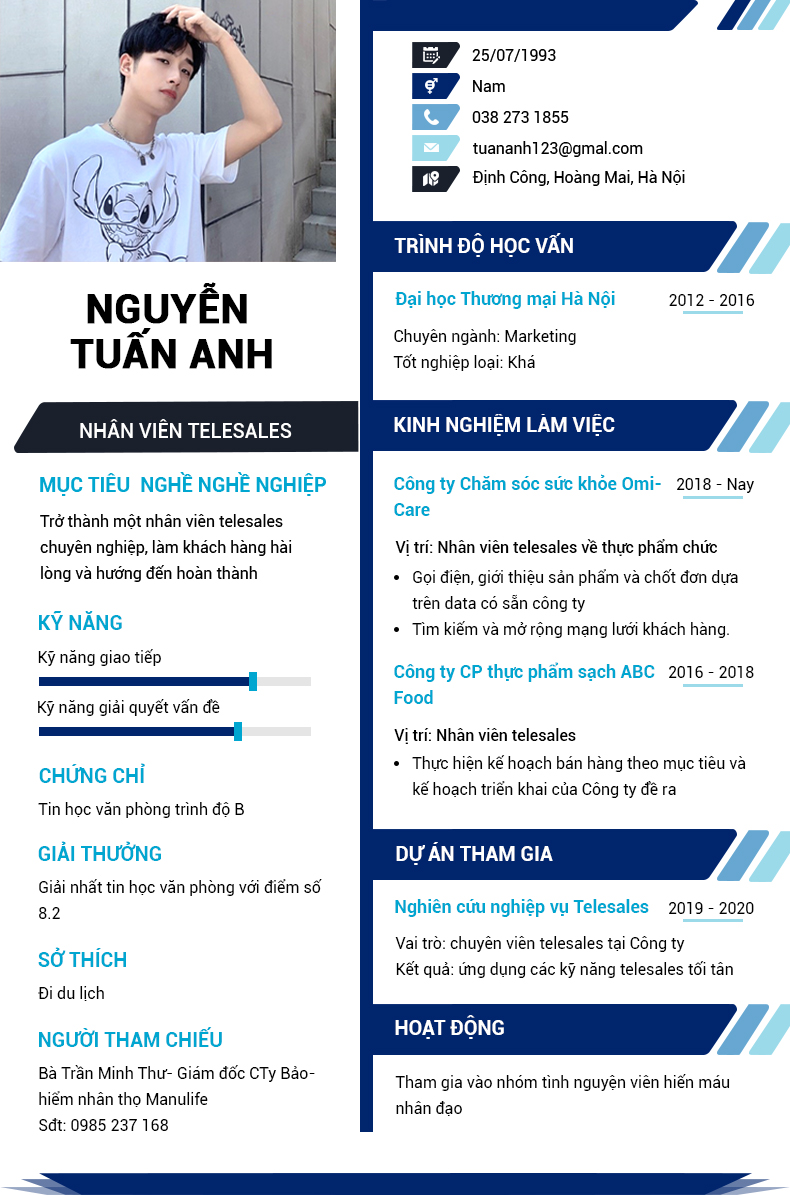 NGUYỄN
TUẤN ANH
NHÂN VIÊN TELESALES
MỤC TIÊU NGHỀ NGHỀ NGHIỆP
Trở thành một nhân viên telesales
chuyên nghiệp, làm khách hàng hài
lòng và hướng đến hoàn thành
KỸ NĂNG
Kỹ năng giao tiếp
Kỹ năng giải quyết vấn đề
CHỨNG CHỈ
Tin học văn phòng trình độ B
GIẢI THƯỞNG
Giải nhất tin học văn phòng với điểm số
8.2
SỞ THÍCH
Đi du lịch
NGƯỜI THAM CHIẾU
Bà Trần Minh Thư- Giám đốc CTy Bảo-
hiểm nhân thọ Manulife
Sđt: 0985 237 168
25/07/1993
Nam
038 273 1855
tuananh123@gmal.com
Định Công, Hoàng Mai, Hà Nội
TRÌNH ĐỘ HỌC VẤN
Đại học Thương mại Hà Nội 2012 - 2016
Chuyên ngành: Marketing
Tốt nghiệp loại: Khá
KINH NGHIỆM LÀM VIỆC
Công ty Chăm sóc sức khỏe Omi- 2018 - Nay
Care
Vị trí: Nhân viên telesales về thực phẩm chức
• Gọi điện, giới thiệu sản phẩm và chốt đơn dựa
trên data có sẵn công ty
• Tìm kiếm và mở rộng mạng lưới khách hàng.
Công ty CP thực phẩm sạch ABC 2016 - 2018
Food
Vị trí: Nhân viên telesales
• Thực hiện kế hoạch bán hàng theo mục tiêu và
kế hoạch triển khai của Công ty đề ra
DỰ ÁN THAM GIA
Nghiên cứu nghiệp vụ Telesales 2019 - 2020
Vai trò: chuyên viên telesales tại Công ty
Kết quả: ứng dụng các kỹ năng telesales tối tân
HOẠT ĐỘNG
Tham gia vào nhóm tình nguyện viên hiến máu
nhân đạo